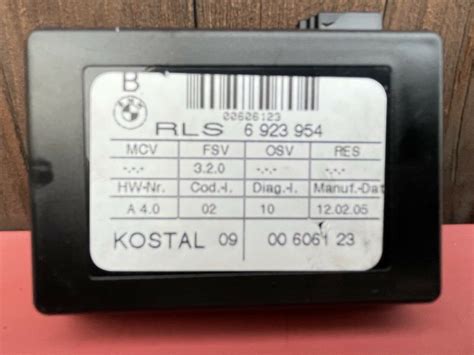 B
00606123
BMW
RLS 6 923 954
MCV FSV OSV RES
-.-.- 3.2.0 -.-.- -.-.-
HW-Nr. Cod.-I. Diag.-I. Manuf.-Dat
A 4.0 02 10 12.02.05
KOSTAL 09 00 6061 23